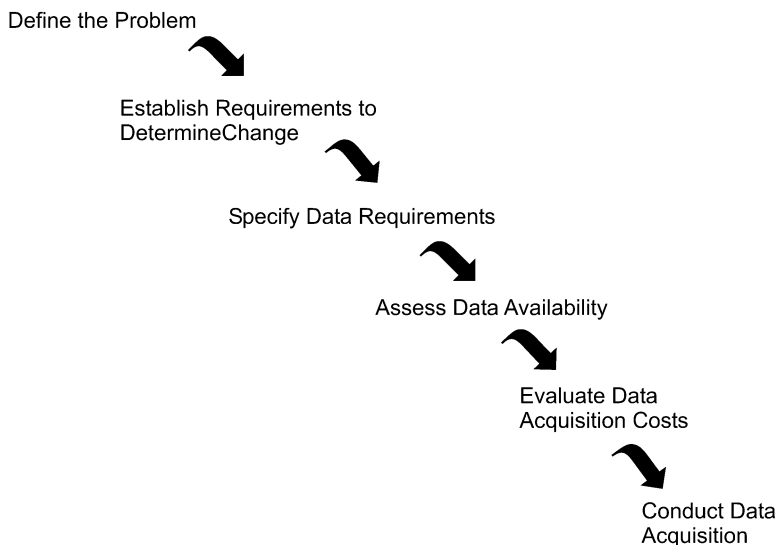 Define the Problem
Establish Requirements to
DetermineChange
Specify Data Requirements
Assess Data Availability
Evaluate Data
Acquisition Costs
Conduct Data
Acquisition